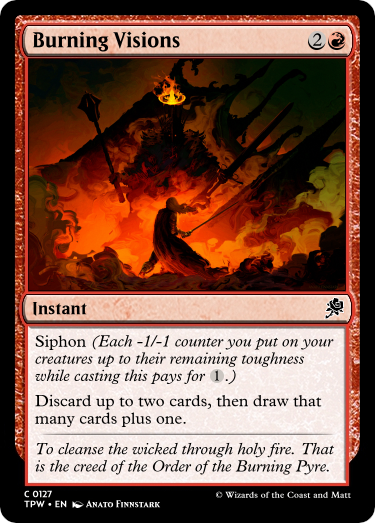 Burning Visions 2
Instant
Siphon (Each -1/-1 counter you put on your
creatures up to their remaining toughness
while casting this pays for 1.)
Discard up to two cards, then draw that
many cards plus one.
To cleanse the wicked through holy fire. That
is the creed of the Order of the Burning Pyre.
C 0127
TPW • EN Anato Finnstark
© Wizards of the Coast and Matt